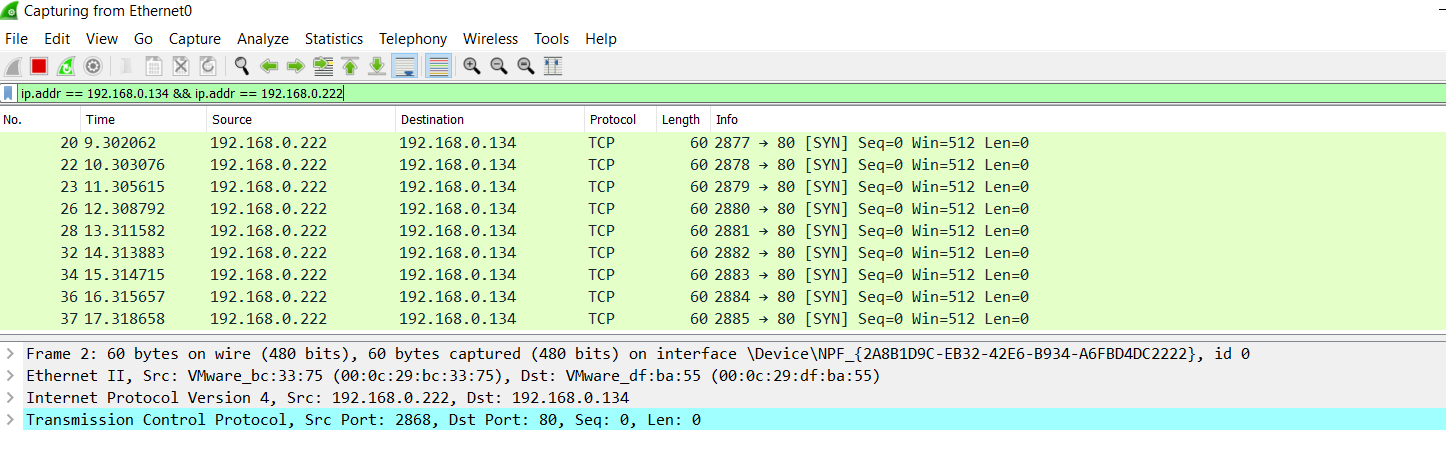 Capturing from Ethernet0
File Edit View Go Capture Analyze Statistics Telephony Wireless Tools Help
ip.addr == 192.168.0.134 && ip.addr == 192.168.0.222
No. Time Source Destination Protocol Length Info
20 9.302062 192.168.0.222 192.168.0.134 TCP 60 2877 → 80 [SYN] Seq=0 Win=512 Len=0
22 10.303076 192.168.0.222 192.168.0.134 TCP 60 2878 → 80 [SYN] Seq=0 Win=512 Len=0
23 11.305615 192.168.0.222 192.168.0.134 TCP 60 2879 → 80 [SYN] Seq=0 Win=512 Len=0
26 12.308792 192.168.0.222 192.168.0.134 TCP 60 2880 → 80 [SYN] Seq=0 Win=512 Len=0
28 13.311582 192.168.0.222 192.168.0.134 TCP 60 2881 → 80 [SYN] Seq=0 Win=512 Len=0
32 14.313883 192.168.0.222 192.168.0.134 TCP 60 2882 → 80 [SYN] Seq=0 Win=512 Len=0
34 15.314715 192.168.0.222 192.168.0.134 TCP 60 2883 → 80 [SYN] Seq=0 Win=512 Len=0
36 16.315657 192.168.0.222 192.168.0.134 TCP 60 2884 → 80 [SYN] Seq=0 Win=512 Len=0
37 17.318658 192.168.0.222 192.168.0.134 TCP 60 2885 → 80 [SYN] Seq=0 Win=512 Len=0
Frame 2: 60 bytes on wire (480 bits), 60 bytes captured (480 bits) on interface \Device\NPF_{2A8B1D9C-EB32-42E6-B934-A6FBD4DC2222}, id 0
Ethernet II, Src: VMware_bc:33:75 (00:0c:29:bc:33:75), Dst: VMware_df:ba:55 (00:0c:29:df:ba:55)
Internet Protocol Version 4, Src: 192.168.0.222, Dst: 192.168.0.134
Transmission Control Protocol, Src Port: 2868, Dst Port: 80, Seq: 0, Len: 0